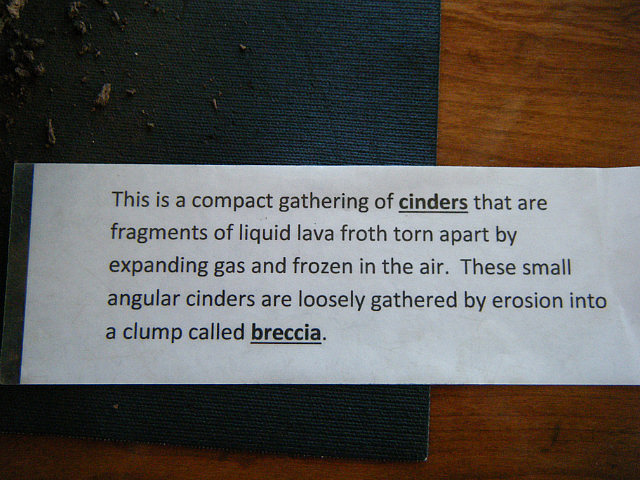 This is a compact gathering of cinders that are
fragments of liquid lava froth torn apart by
expanding gas and frozen in the air.  These small
angular cinders are loosely gathered by erosion into
a clump called breccia.